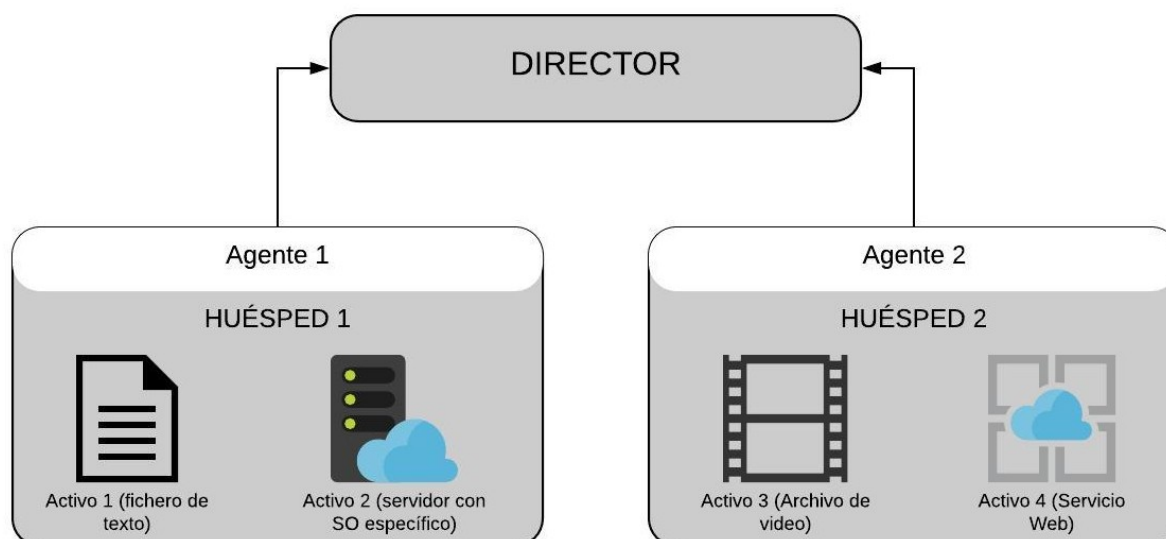 DIRECTOR
Agente 1
HUÉSPED 1
Activo 1 (fichero de
texto)
Activo 2 (servidor con
SO específico)
Agente 2
HUÉSPED 2
Activo 3 (Archivo de
video)
Activo 4 (Servicio
Web)